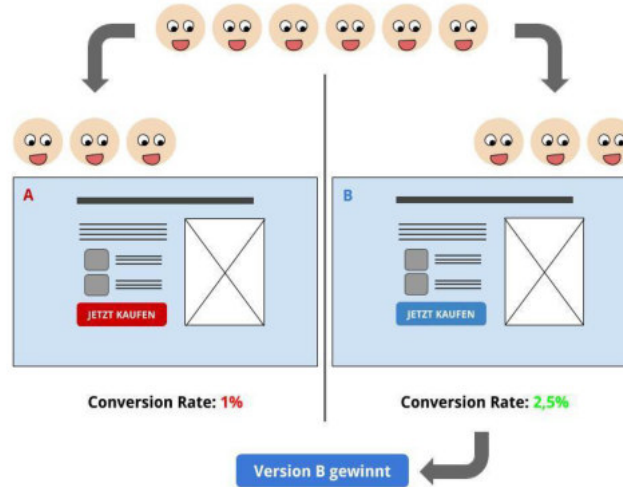 A
JETZT KAUFEN
Conversion Rate: 1%
B
JETZT KAUFEN
Conversion Rate: 2,5%
Version B gewinnt